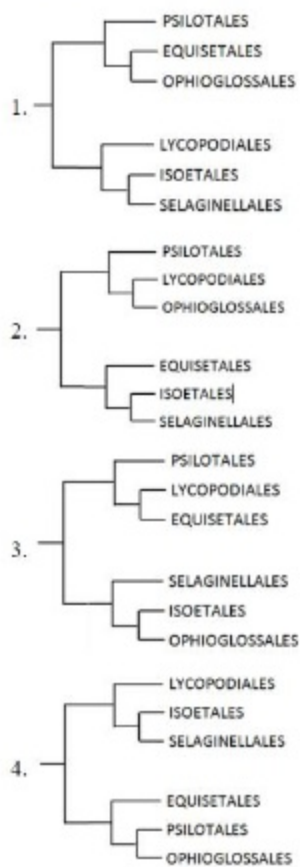 PSILOTALES
EQUISETALES
OPHIOGLOSSALES
1.
LYCOPODIALES
ISOETALES
SELAGINELLALES
PSILOTALES
LYCOPODIALES
OPHIOGLOSSALES
2.
EQUISETALES
ISOETALES
SELAGINELLALES
PSILOTALES
LYCOPODIALES
EQUISETALES
3.
SELAGINELLALES
ISOETALES
OPHIOGLOSSALES
LYCOPODIALES
ISOETALES
SELAGINELLALES
4.
EQUISETALES
PSILOTALES
OPHIOGLOSSALES